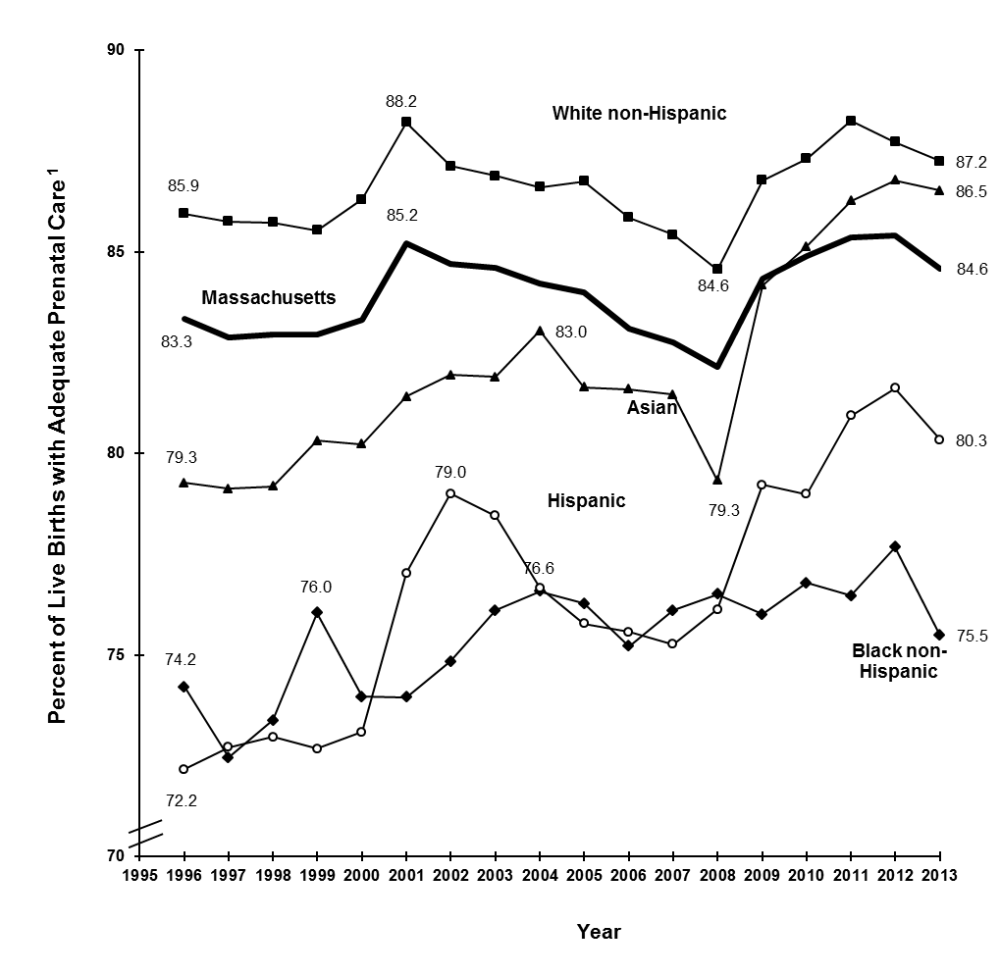 90
88.2
White non-Hispanic
87.2
85.9
86.5
85.2
85
84.6
Massachusetts
84.6
83.3
83.0
Asian
80
79.3
80.3
79.0
Hispanic
79.3
76.6
76.0
75.5
75
74.2
Black non-
Hispanic
72.2
70
1995 1996 1997 1998 1999 2000 2001 2002 2003 2004 2005 2006 2007 2008 2009 2010 2011 2012 2013
Year
Percent of Live Births with Adequate Prenatal Care 1